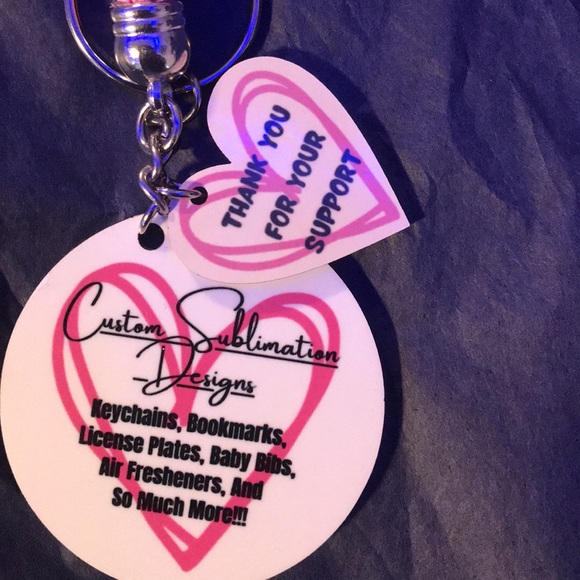 THANK YOU
FOR YOUR
SUPPORT
Custom Sublimation
Designs
Keychains, Bookmarks,
License Plates, Baby Bibs,
Air Fresheners, And
So Much More!!!